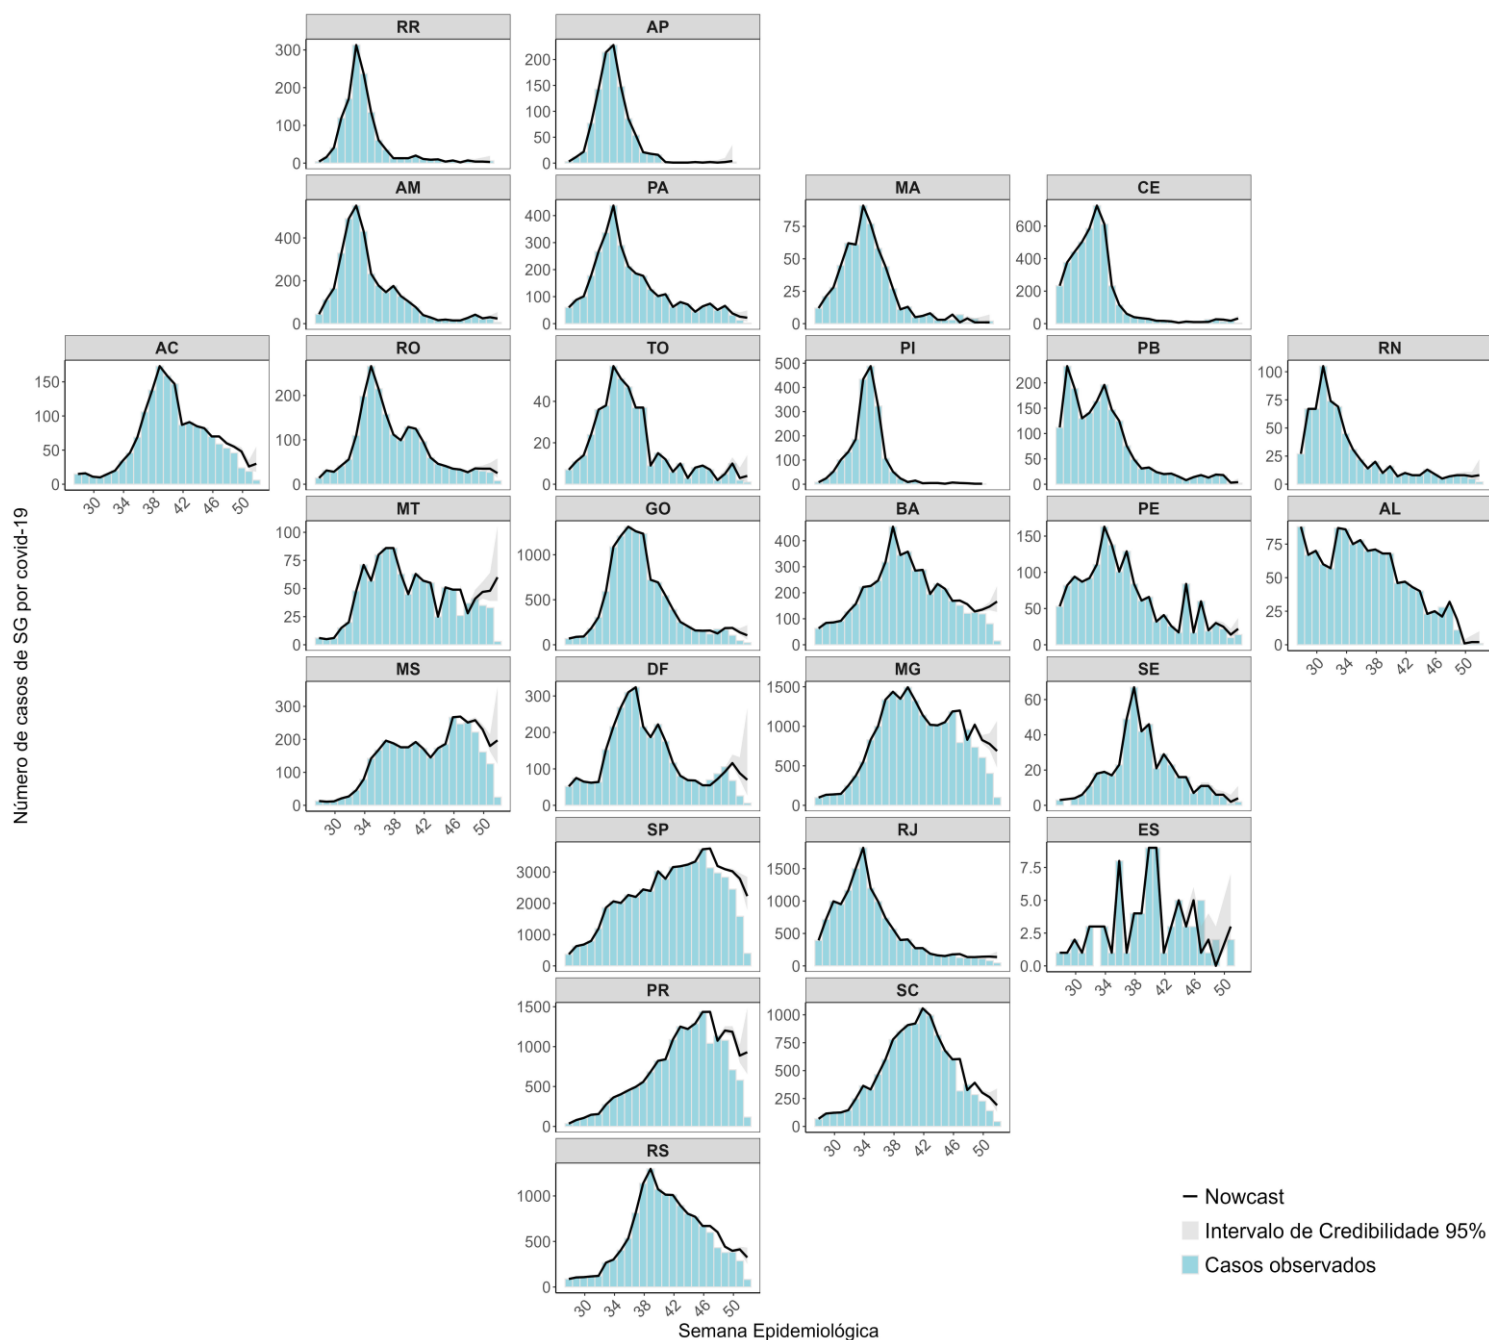 RR
300
200
100
0
AP
200
150
100
50
0
AM
400
200
0
PA
400
300
200
100
0
MA
75
50
25
0
CE
600
400
200
0
AC
150
100
50
0
30 34 38 42 46 50
RO
200
100
0
TO
40
20
0
PI
500
400
300
200
100
0
PB
200
150
100
50
0
RN
100
75
50
25
0
MT
100
75
50
25
0
GO
1000
500
0
BA
400
300
200
100
0
PE
150
100
50
0
AL
75
50
25
0
30 34 38 42 46 50
MS
300
200
100
0
30 34 38 42 46 50
DF
300
200
100
0
MG
1500
1000
500
0
SE
60
40
20
0
SP
3000
2000
1000
0
RJ
1500
1000
500
0
ES
7.5
5.0
2.5
0.0
30 34 38 42 46 50
PR
1500
1000
500
0
SC
1000
750
500
250
0
30 34 38 42 46 50
RS
1000
500
0
30 34 38 42 46 50
Número de casos de SG por covid-19
Semana Epidemiológica
Nowcast
Intervalo de Credibilidade 95%
Casos observados